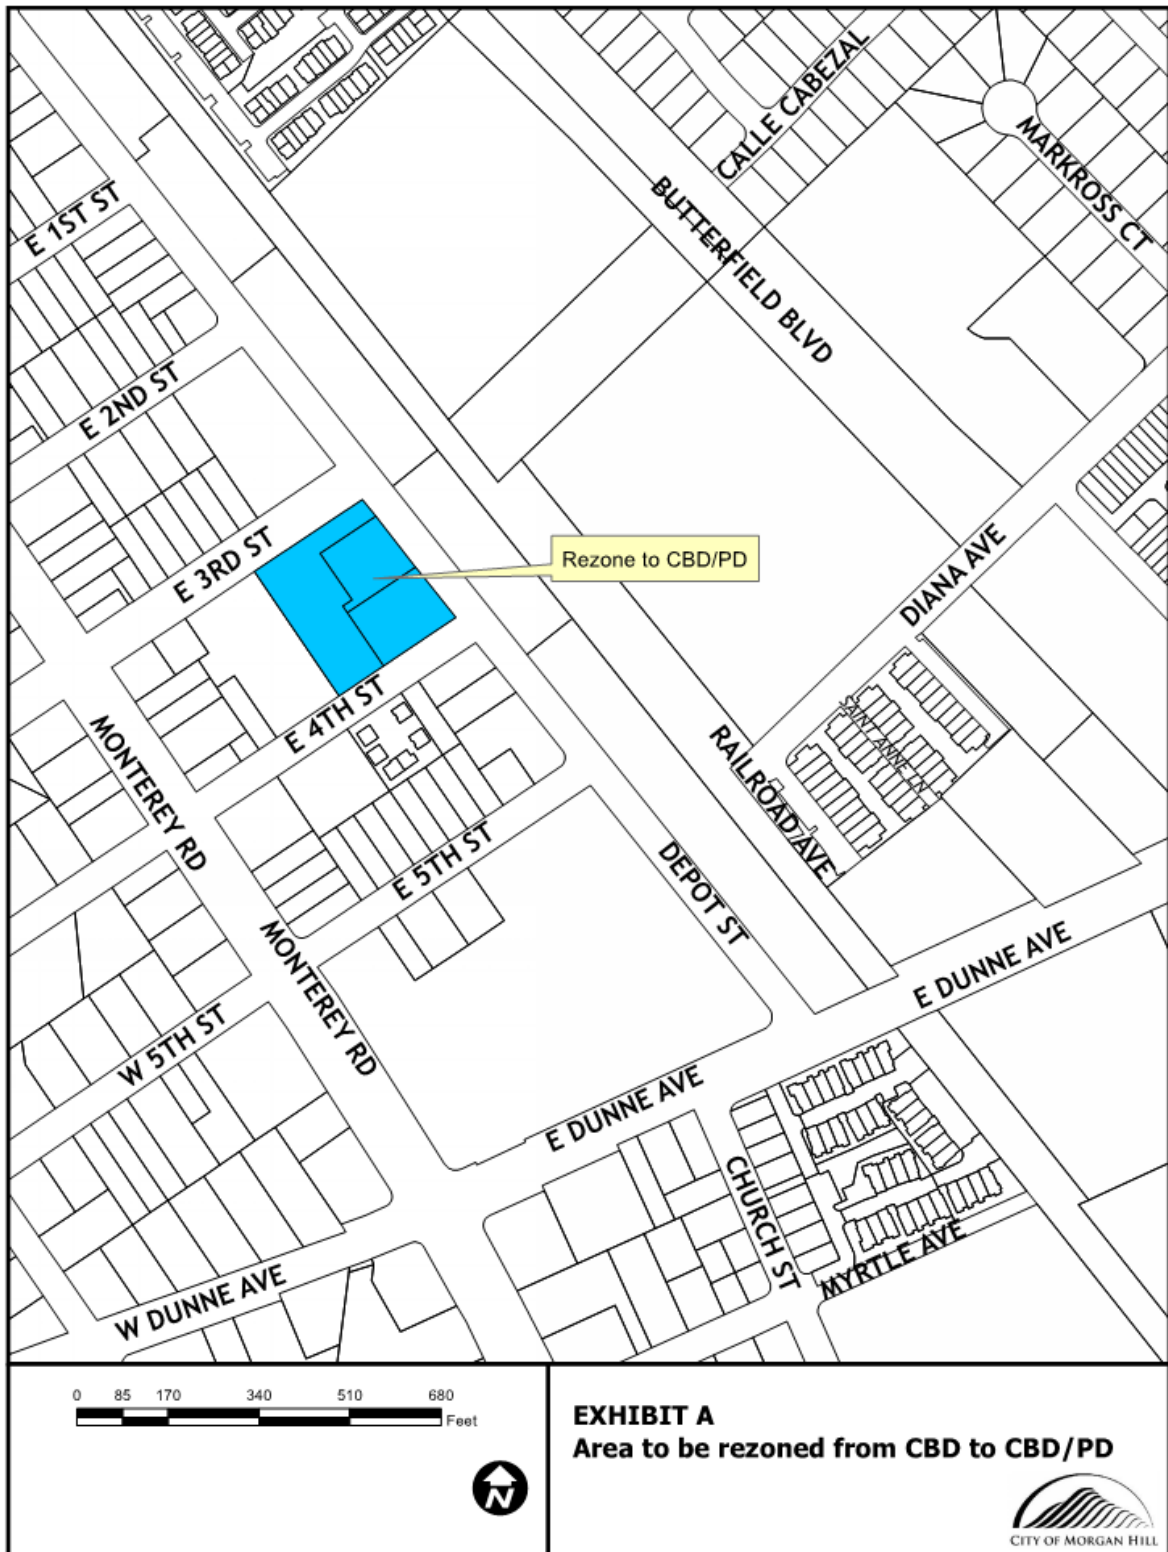 CALLE CABEZAL
MARKROSS CT
E 1ST ST
BUTTERFIELD BLVD
E 2ND ST
E 3RD ST
Rezone to CBD/PD
DIANA AVE
E 4TH ST
SAINT ANNE LN
MONTEREY RD
RAILROAD AVE
E 5TH ST
DEPOT ST
MONTEREY RD
E DUNNE AVE
W 5TH ST
E DUNNE AVE
CHURCH ST
MYRTLE AVE
W DUNNE AVE
0 85 170 340 510 680
Feet
N
EXHIBIT A
Area to be rezoned from CBD to CBD/PD
CITY OF MORGAN HILL